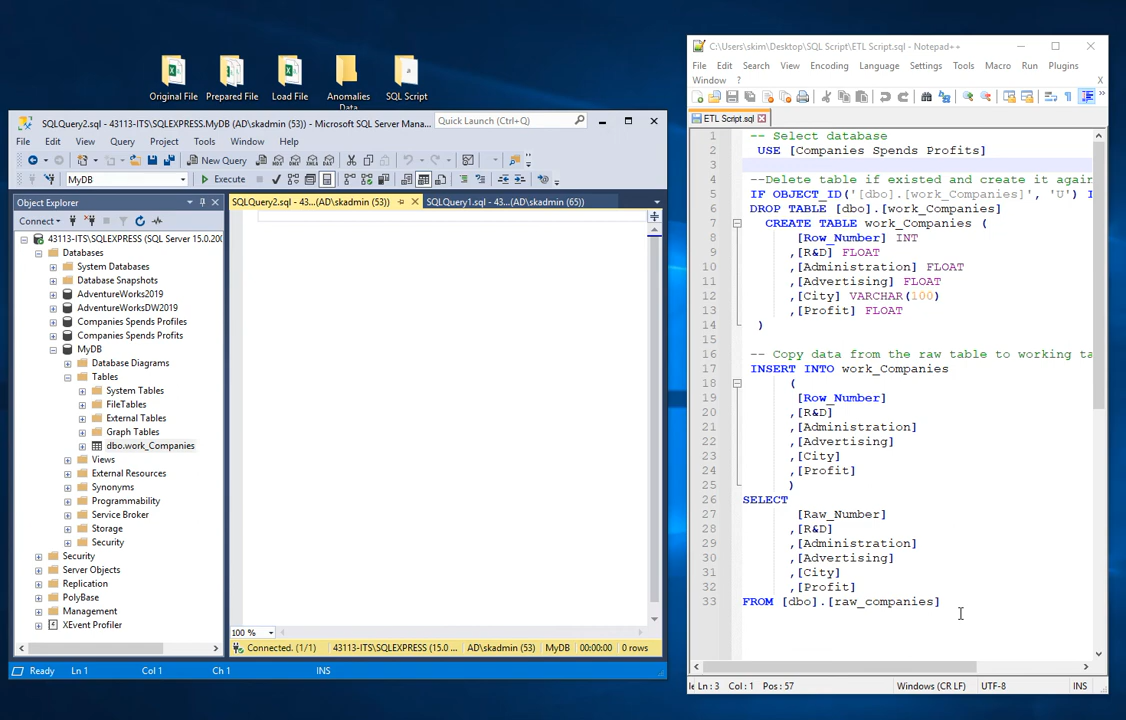 Original File
Prepared File
Load File
Anomalies
Data
SQL Script
SQLQuery2.sql - 43113-ITS\SQLEXPRESS.MyDB (AD\skadmin (53)) - Microsoft SQL Server Mana...
Quick Launch (Ctrl+Q)
File Edit View Query Project Tools Window Help
New Query
MyDB
Execute
Object Explorer
SQLQuery2.sql - 43...(AD\skadmin (53))
SQLQuery1.sql - 43...(AD\skadmin (65))
Connect
43113-ITS\SQLEXPRESS (SQL Server 15.0.200
Databases
System Databases
Database Snapshots
AdventureWorks2019
AdventureWorksDW2019
Companies Spends Profiles
Companies Spends Profits
MyDB
Database Diagrams
Tables
System Tables
FileTables
External Tables
Graph Tables
dbo.work_Companies
Views
External Resources
Synonyms
Programmability
Service Broker
Storage
Security
Security
Server Objects
Replication
PolyBase
Management
XEvent Profiler
100 %
Connected. (1/1) 43113-ITS\SQLEXPRESS (15.0 ... AD\skadmin (53) MyDB 00:00:00 0 rows
Ready Ln 1 Col 1 Ch 1 INS
C:\Users\skim\Desktop\SQL Script\ETL Script.sql - Notepad++
File Edit Search View Encoding Language Settings Tools Macro Run Plugins
Window ? X
ETL Script.sql
1 -- Select database
2 USE [Companies Spends Profits]
3
4 --Delete table if existed and create it again
5 IF OBJECT_ID('[dbo].[work_Companies]', 'U') I
6 DROP TABLE [dbo].[work_Companies]
7 CREATE TABLE work_Companies (
8 [Row_Number] INT
9 ,[R&D] FLOAT
10 ,[Administration] FLOAT
11 ,[Advertising] FLOAT
12 ,[City] VARCHAR(100)
13 ,[Profit] FLOAT
14 )
15
16 -- Copy data from the raw table to working ta
17 INSERT INTO work_Companies
18 (
19 [Row_Number]
20 ,[R&D]
21 ,[Administration]
22 ,[Advertising]
23 ,[City]
24 ,[Profit]
25 )
26 SELECT
27 [Raw_Number]
28 ,[R&D]
29 ,[Administration]
30 ,[Advertising]
31 ,[City]
32 ,[Profit]
33 FROM [dbo].[raw_companies]
Ln : 3 Col : 1 Pos : 57 Windows (CR LF) UTF-8 INS